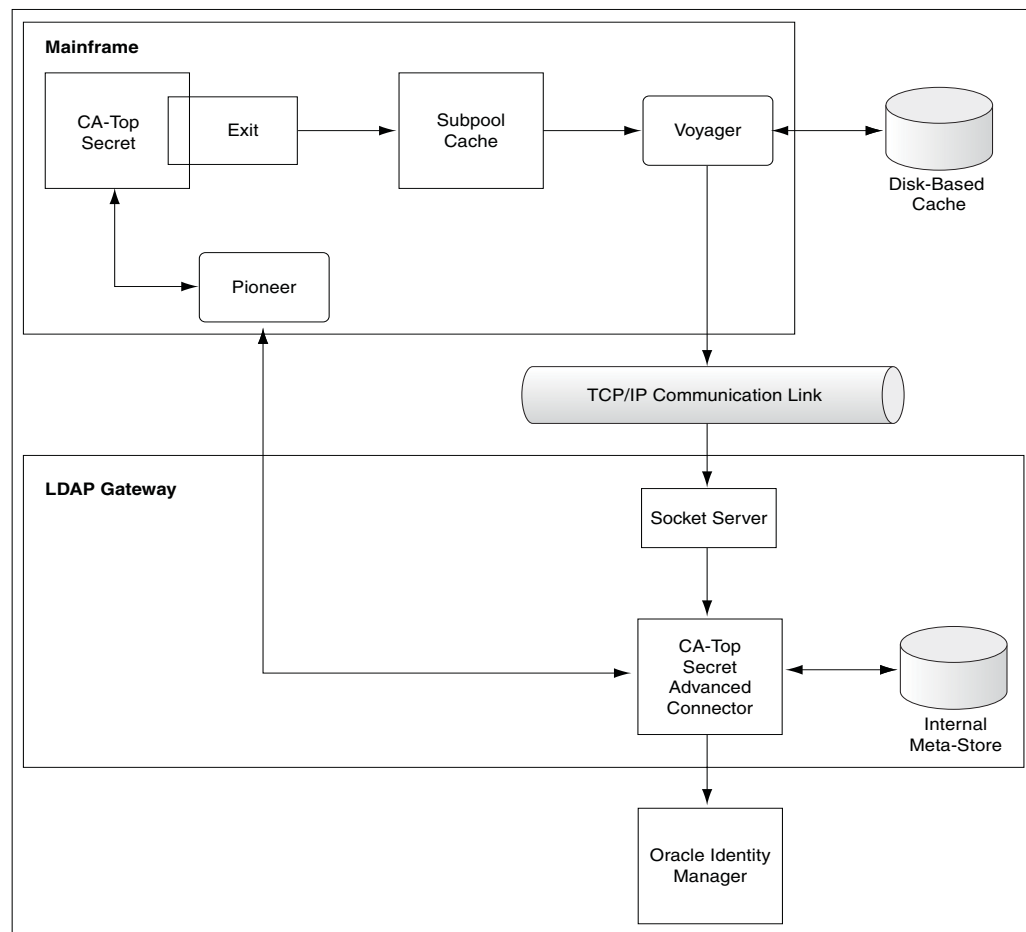 Mainframe
CA-Top
Secret
Exit
Subpool
Cache
Voyager
Disk-Based
Cache
Pioneer
TCP/IP Communication Link
LDAP Gateway
Socket Server
CA-Top
Secret
Advanced
Connector
Internal
Meta-Store
Oracle Identity
Manager